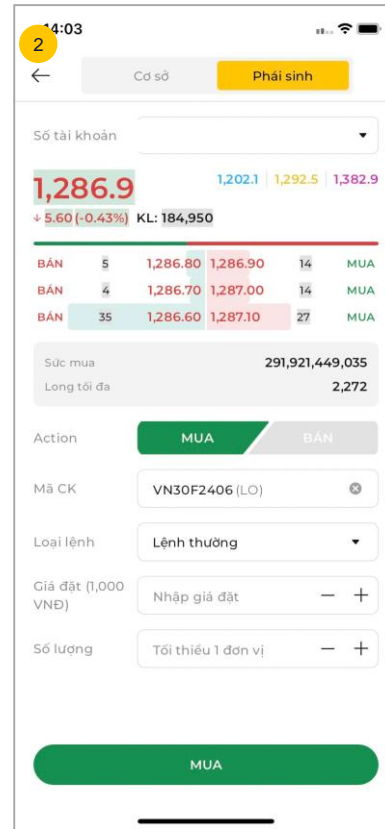 14:03
2
Cơ sở Phái sinh
Số tài khoản
1,286.9 1,202.1 1,292.5 1,382.9
↓ 5.60 (-0.43%) KL: 184,950
BÁN 5 1,286.80 1,286.90 14 MUA
BÁN 4 1,286.70 1,287.00 14 MUA
BÁN 35 1,286.60 1,287.10 27 MUA
Sức mua 291,921,449,035
Long tối đa 2,272
Action MUA BÁN
Mã CK VN30F2406 (LO)
Loại lệnh Lệnh thường
Giá đặt (1,000
VNĐ) Nhập giá đặt — +
Số lượng Tối thiểu 1 đơn vị — +
MUA